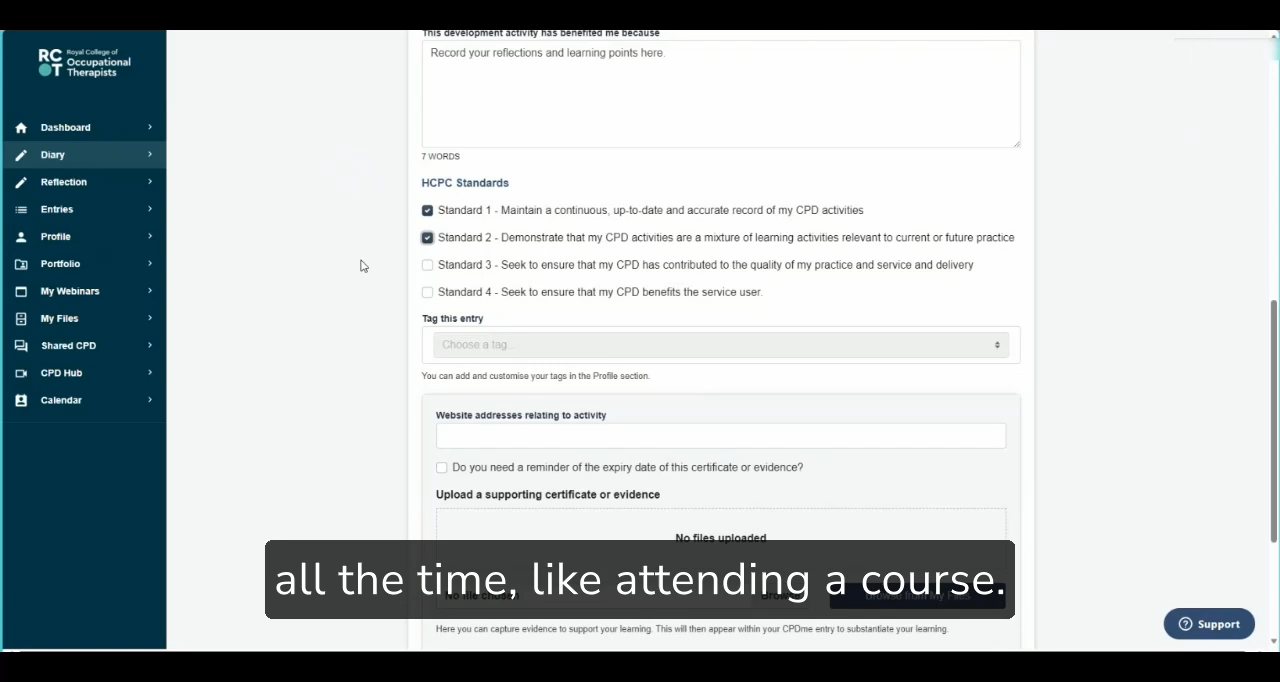 RC
OT
Royal College of
Occupational
Therapists
Dashboard
Diary
Reflection
Entries
Profile
Portfolio
My Webinars
My Files
Shared CPD
CPD Hub
Calendar
This development activity has benefited me because
Record your reflections and learning points here.
7 WORDS
HCPC Standards
Standard 1 - Maintain a continuous, up-to-date and accurate record of my CPD activities
Standard 2 - Demonstrate that my CPD activities are a mixture of learning activities relevant to current or future practice
Standard 3 - Seek to ensure that my CPD has contributed to the quality of my practice and service and delivery
Standard 4 - Seek to ensure that my CPD benefits the service user.
Tag this entry
Choose a tag...
You can add and customise your tags in the Profile section.
Website addresses relating to activity
Do you need a reminder of the expiry date of this certificate or evidence?
Upload a supporting certificate or evidence
No files uploaded
No file chosen
all the time, like attending a course.
Here you can capture evidence to support your learning. This will then appear within your CPDme entry to substantiate your learning.
Support